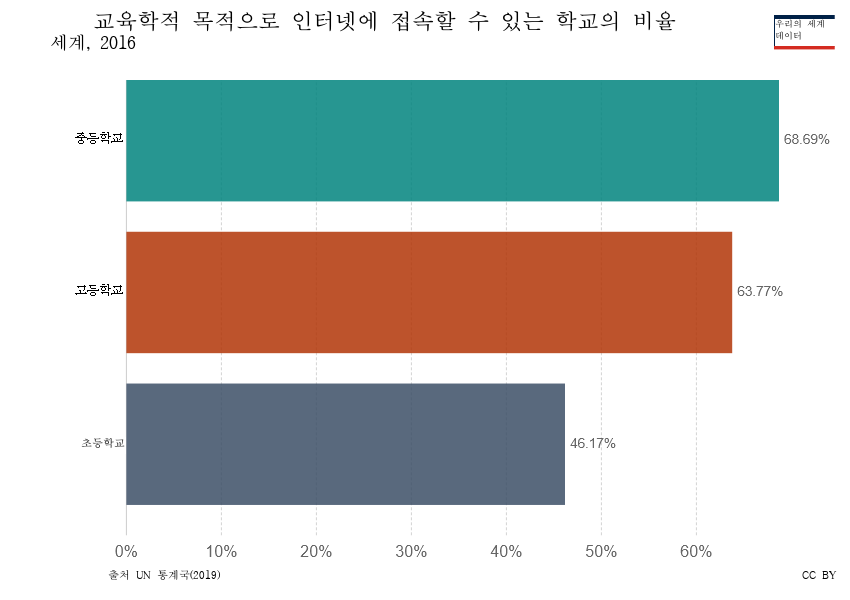 교육학적 목적으로 인터넷에 접속할 수 있는 학교의 비율
세계, 2016
우리의 세계
데이터
중등학교
68.69%
고등학교
63.77%
초등학교
46.17%
0% 10% 20% 30% 40% 50% 60%
출처 UN 통계국(2019)
CC BY